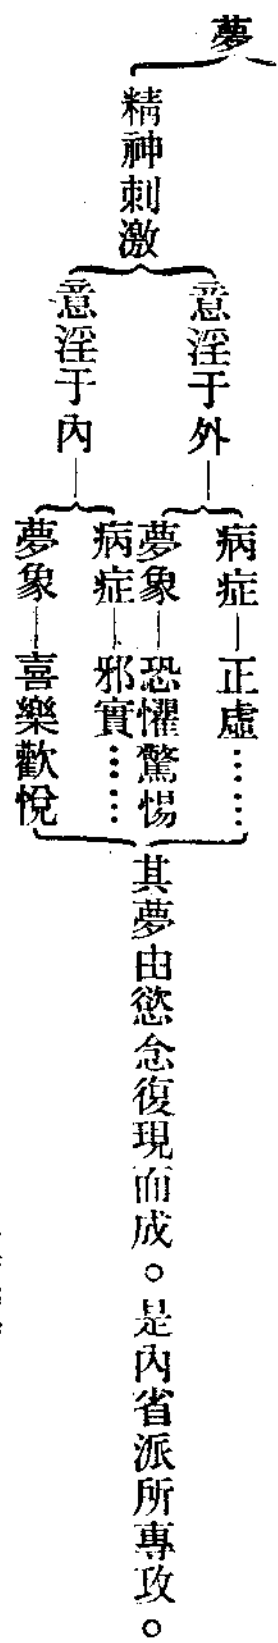 夢
精神刺激
意淫于外
病症—正虛……
夢象—恐懼驚惕
意淫于內
病症—邪實……
夢象—喜樂歡悅
其夢由慾念復現而成。是內省派所專攻。